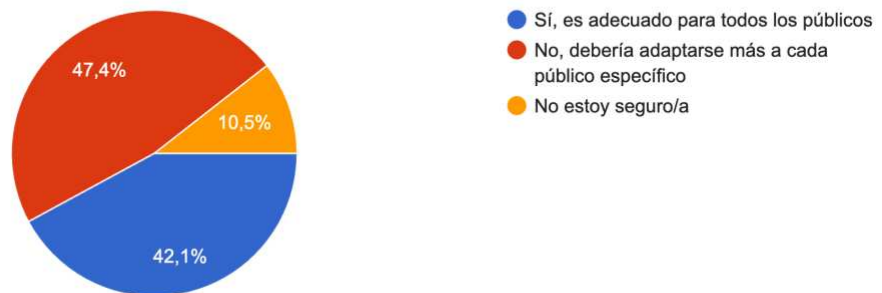 47,4%
10,5%
42,1%
Sí, es adecuado para todos los públicos
No, debería adaptarse más a cada
público específico
No estoy seguro/a